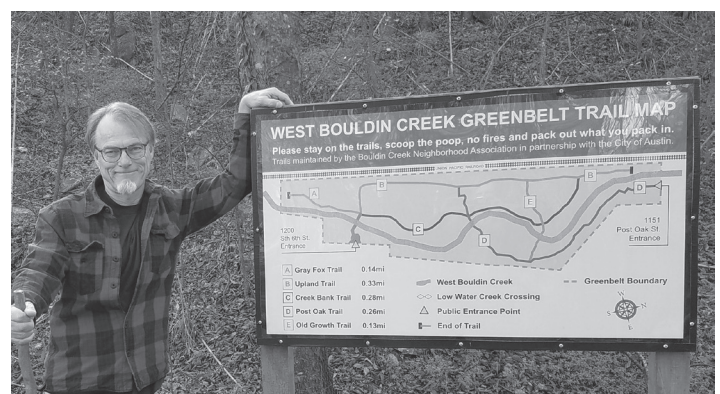 WEST BOULDIN CREEK GREENBELT TRAIL MAP
Please stay on the trails, scoop the poop, no fires and pack out what you pack in.
Trails maintained by the Bouldin Creek Neighborhood Association in partnership with the City of Austin.
UNION PACIFIC RAILROAD
A
B
B
E
D
C
D
1200
Sth 6th St.
Entrance
1151
Post Oak St.
Entrance
A Gray Fox Trail 0.14mi
B Upland Trail 0.33mi
C Creek Bank Trail 0.28mi
D Post Oak Trail 0.26mi
E Old Growth Trail 0.13mi
West Bouldin Creek
Low Water Creek Crossing
Public Entrance Point
End of Trail
Greenbelt Boundary
W
N
S
E